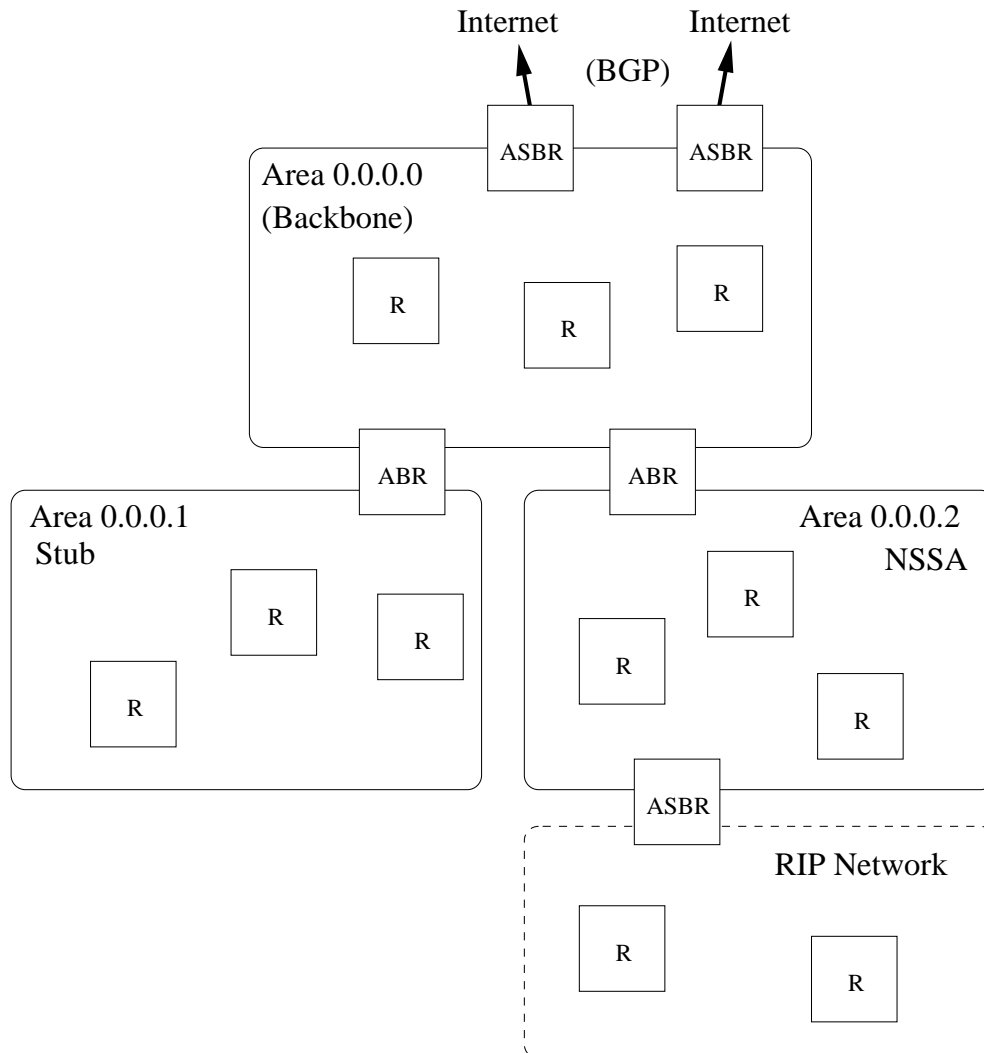 Internet
Internet
(BGP)
ASBR
ASBR
Area 0.0.0.0
(Backbone)
R
R
R
ABR
ABR
Area 0.0.0.1
Stub
R
R
R
Area 0.0.0.2
NSSA
R
R
R
ASBR
RIP Network
R
R